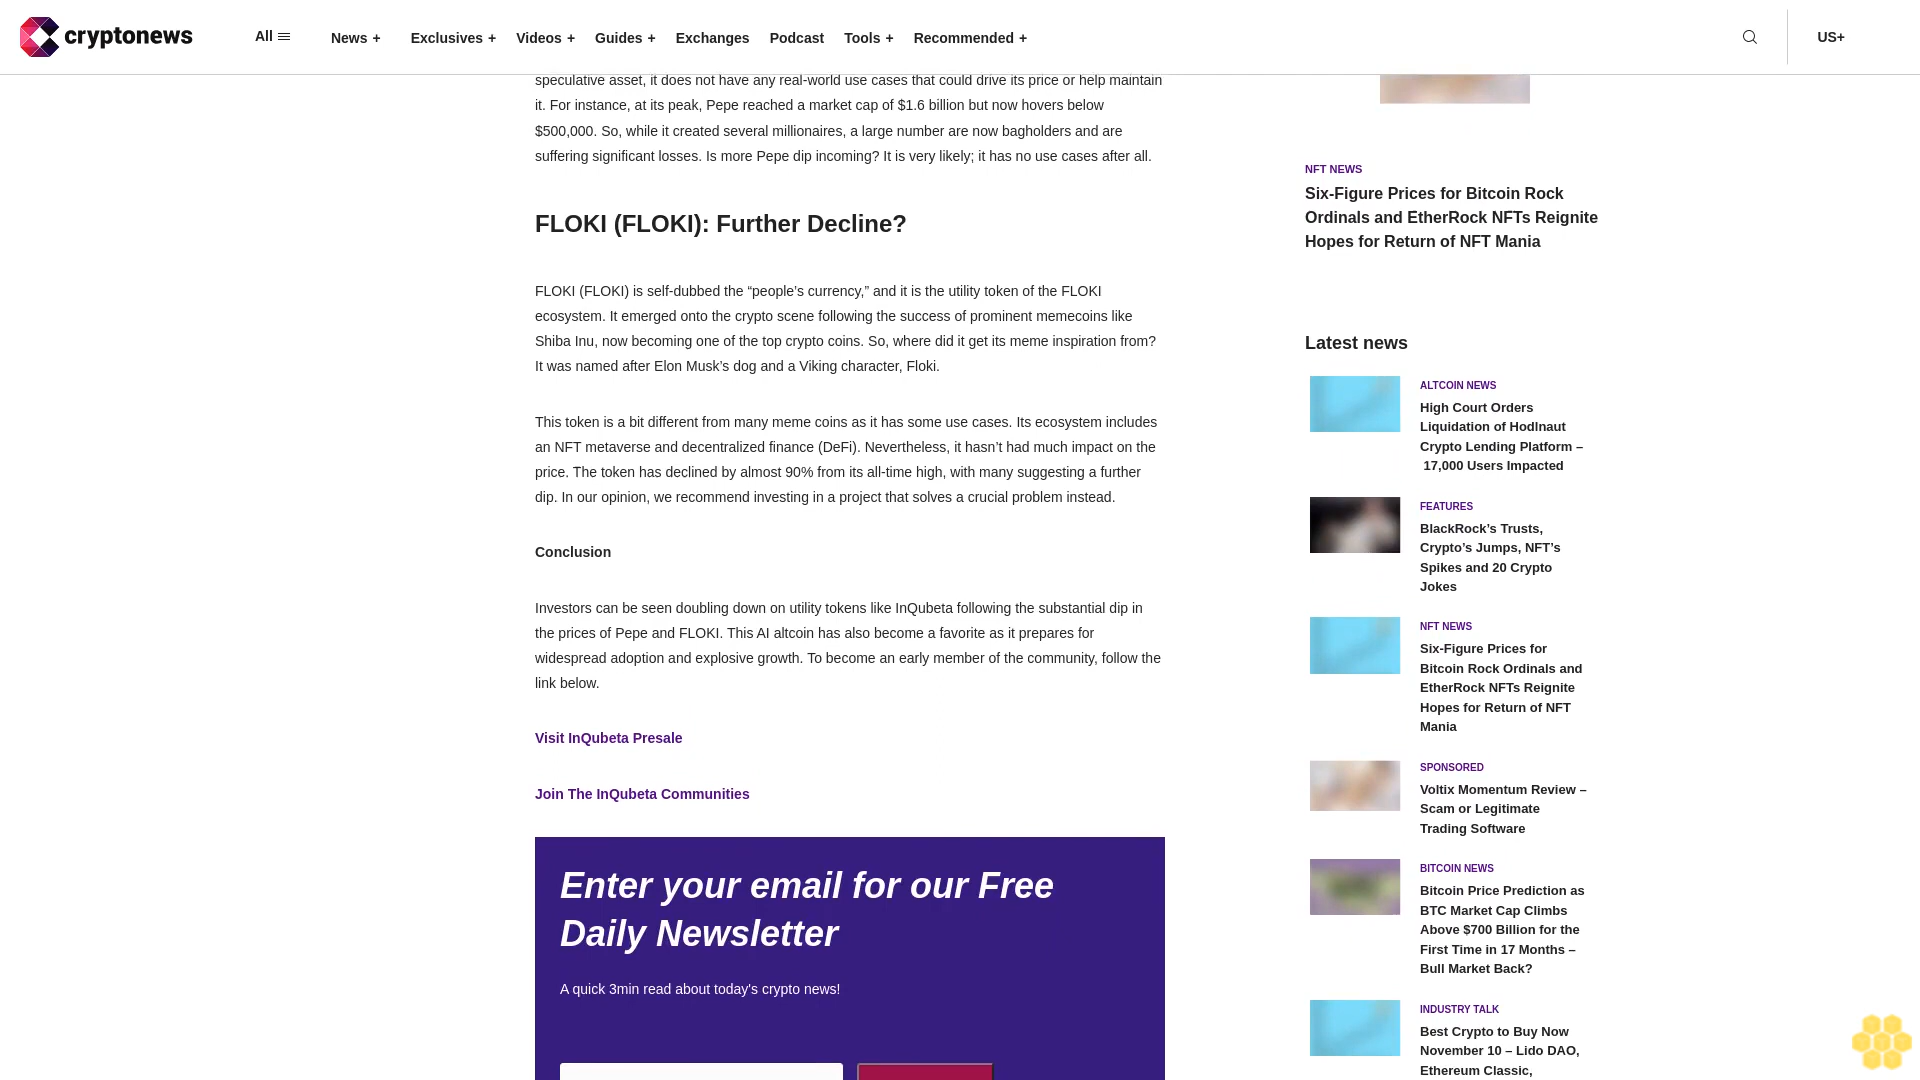 cryptonews
All
News +
Exclusives +
Videos +
Guides +
Exchanges
Podcast
Tools +
Recommended +
US+
speculative asset, it does not have any real-world use cases that could drive its price or help maintain
it. For instance, at its peak, Pepe reached a market cap of $1.6 billion but now hovers below
$500,000. So, while it created several millionaires, a large number are now bagholders and are
suffering significant losses. Is more Pepe dip incoming? It is very likely; it has no use cases after all.
FLOKI (FLOKI): Further Decline?
FLOKI (FLOKI) is self-dubbed the “people’s currency,” and it is the utility token of the FLOKI
ecosystem. It emerged onto the crypto scene following the success of prominent memecoins like
Shiba Inu, now becoming one of the top crypto coins. So, where did it get its meme inspiration from?
It was named after Elon Musk’s dog and a Viking character, Floki.
This token is a bit different from many meme coins as it has some use cases. Its ecosystem includes
an NFT metaverse and decentralized finance (DeFi). Nevertheless, it hasn’t had much impact on the
price. The token has declined by almost 90% from its all-time high, with many suggesting a further
dip. In our opinion, we recommend investing in a project that solves a crucial problem instead.
Conclusion
Investors can be seen doubling down on utility tokens like InQubeta following the substantial dip in
the prices of Pepe and FLOKI. This AI altcoin has also become a favorite as it prepares for
widespread adoption and explosive growth. To become an early member of the community, follow the
link below.
Visit InQubeta Presale
Join The InQubeta Communities
Enter your email for our Free
Daily Newsletter
A quick 3min read about today's crypto news!
NFT NEWS
Six-Figure Prices for Bitcoin Rock
Ordinals and EtherRock NFTs Reignite
Hopes for Return of NFT Mania
Latest news
ALTCOIN NEWS
High Court Orders
Liquidation of Hodlnaut
Crypto Lending Platform –
17,000 Users Impacted
FEATURES
BlackRock’s Trusts,
Crypto’s Jumps, NFT’s
Spikes and 20 Crypto
Jokes
NFT NEWS
Six-Figure Prices for
Bitcoin Rock Ordinals and
EtherRock NFTs Reignite
Hopes for Return of NFT
Mania
SPONSORED
Voltix Momentum Review –
Scam or Legitimate
Trading Software
BITCOIN NEWS
Bitcoin Price Prediction as
BTC Market Cap Climbs
Above $700 Billion for the
First Time in 17 Months –
Bull Market Back?
INDUSTRY TALK
Best Crypto to Buy Now
November 10 – Lido DAO,
Ethereum Classic,